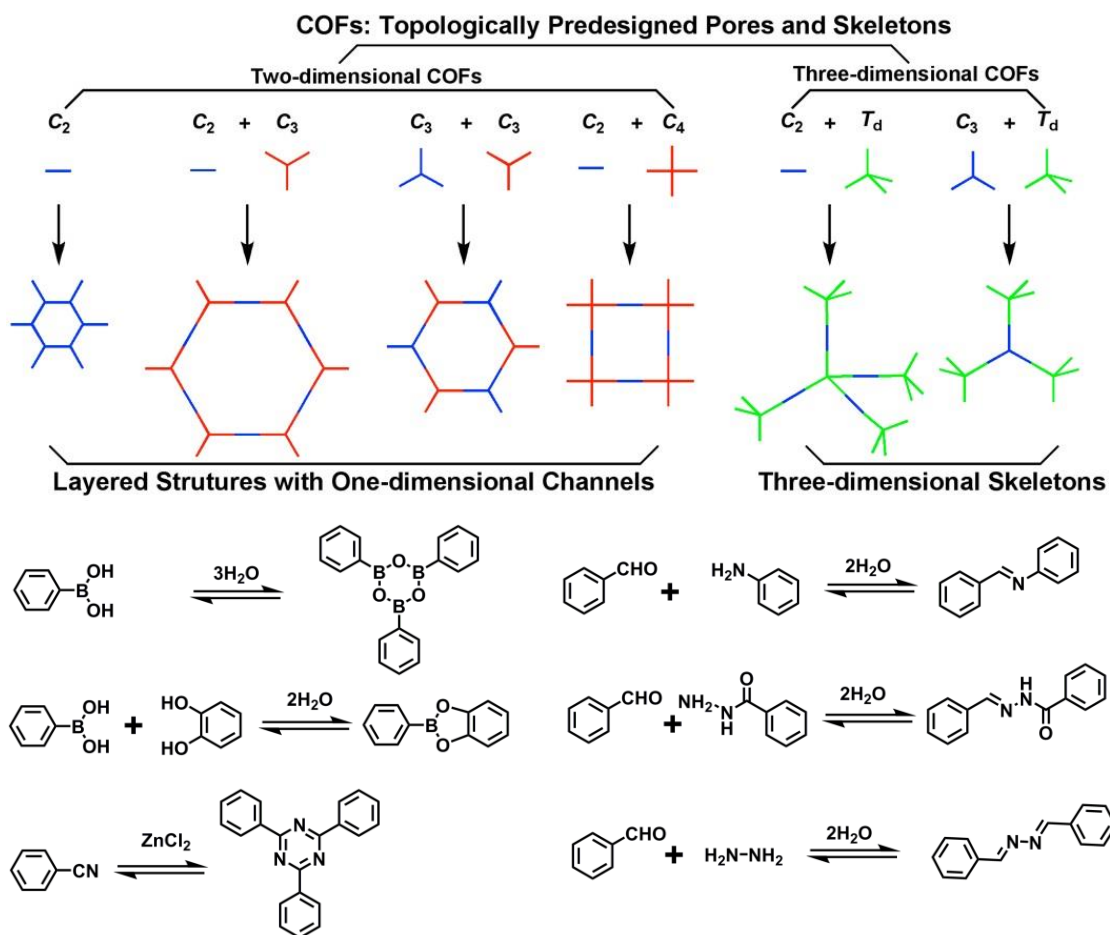 COFs: Topologically Predesigned Pores and Skeletons
Two-dimensional COFs
Three-dimensional COFs
C2
C2 + C3
C3 + C3
C2 + C4
C2 + Td
C3 + Td
Layered Strutures with One-dimensional Channels
Three-dimensional Skeletons
OH
B
OH
3H2O
B O B
O O
B
CHO
+
H2N
2H2O
N
OH
B
OH
+
HO
HO
2H2O
O
B
O
CHO
+
O
NH2
N
H
2H2O
H
N
N
O
CN
ZnCl2
N
N N
CHO
+
H2N-NH2
2H2O
N N